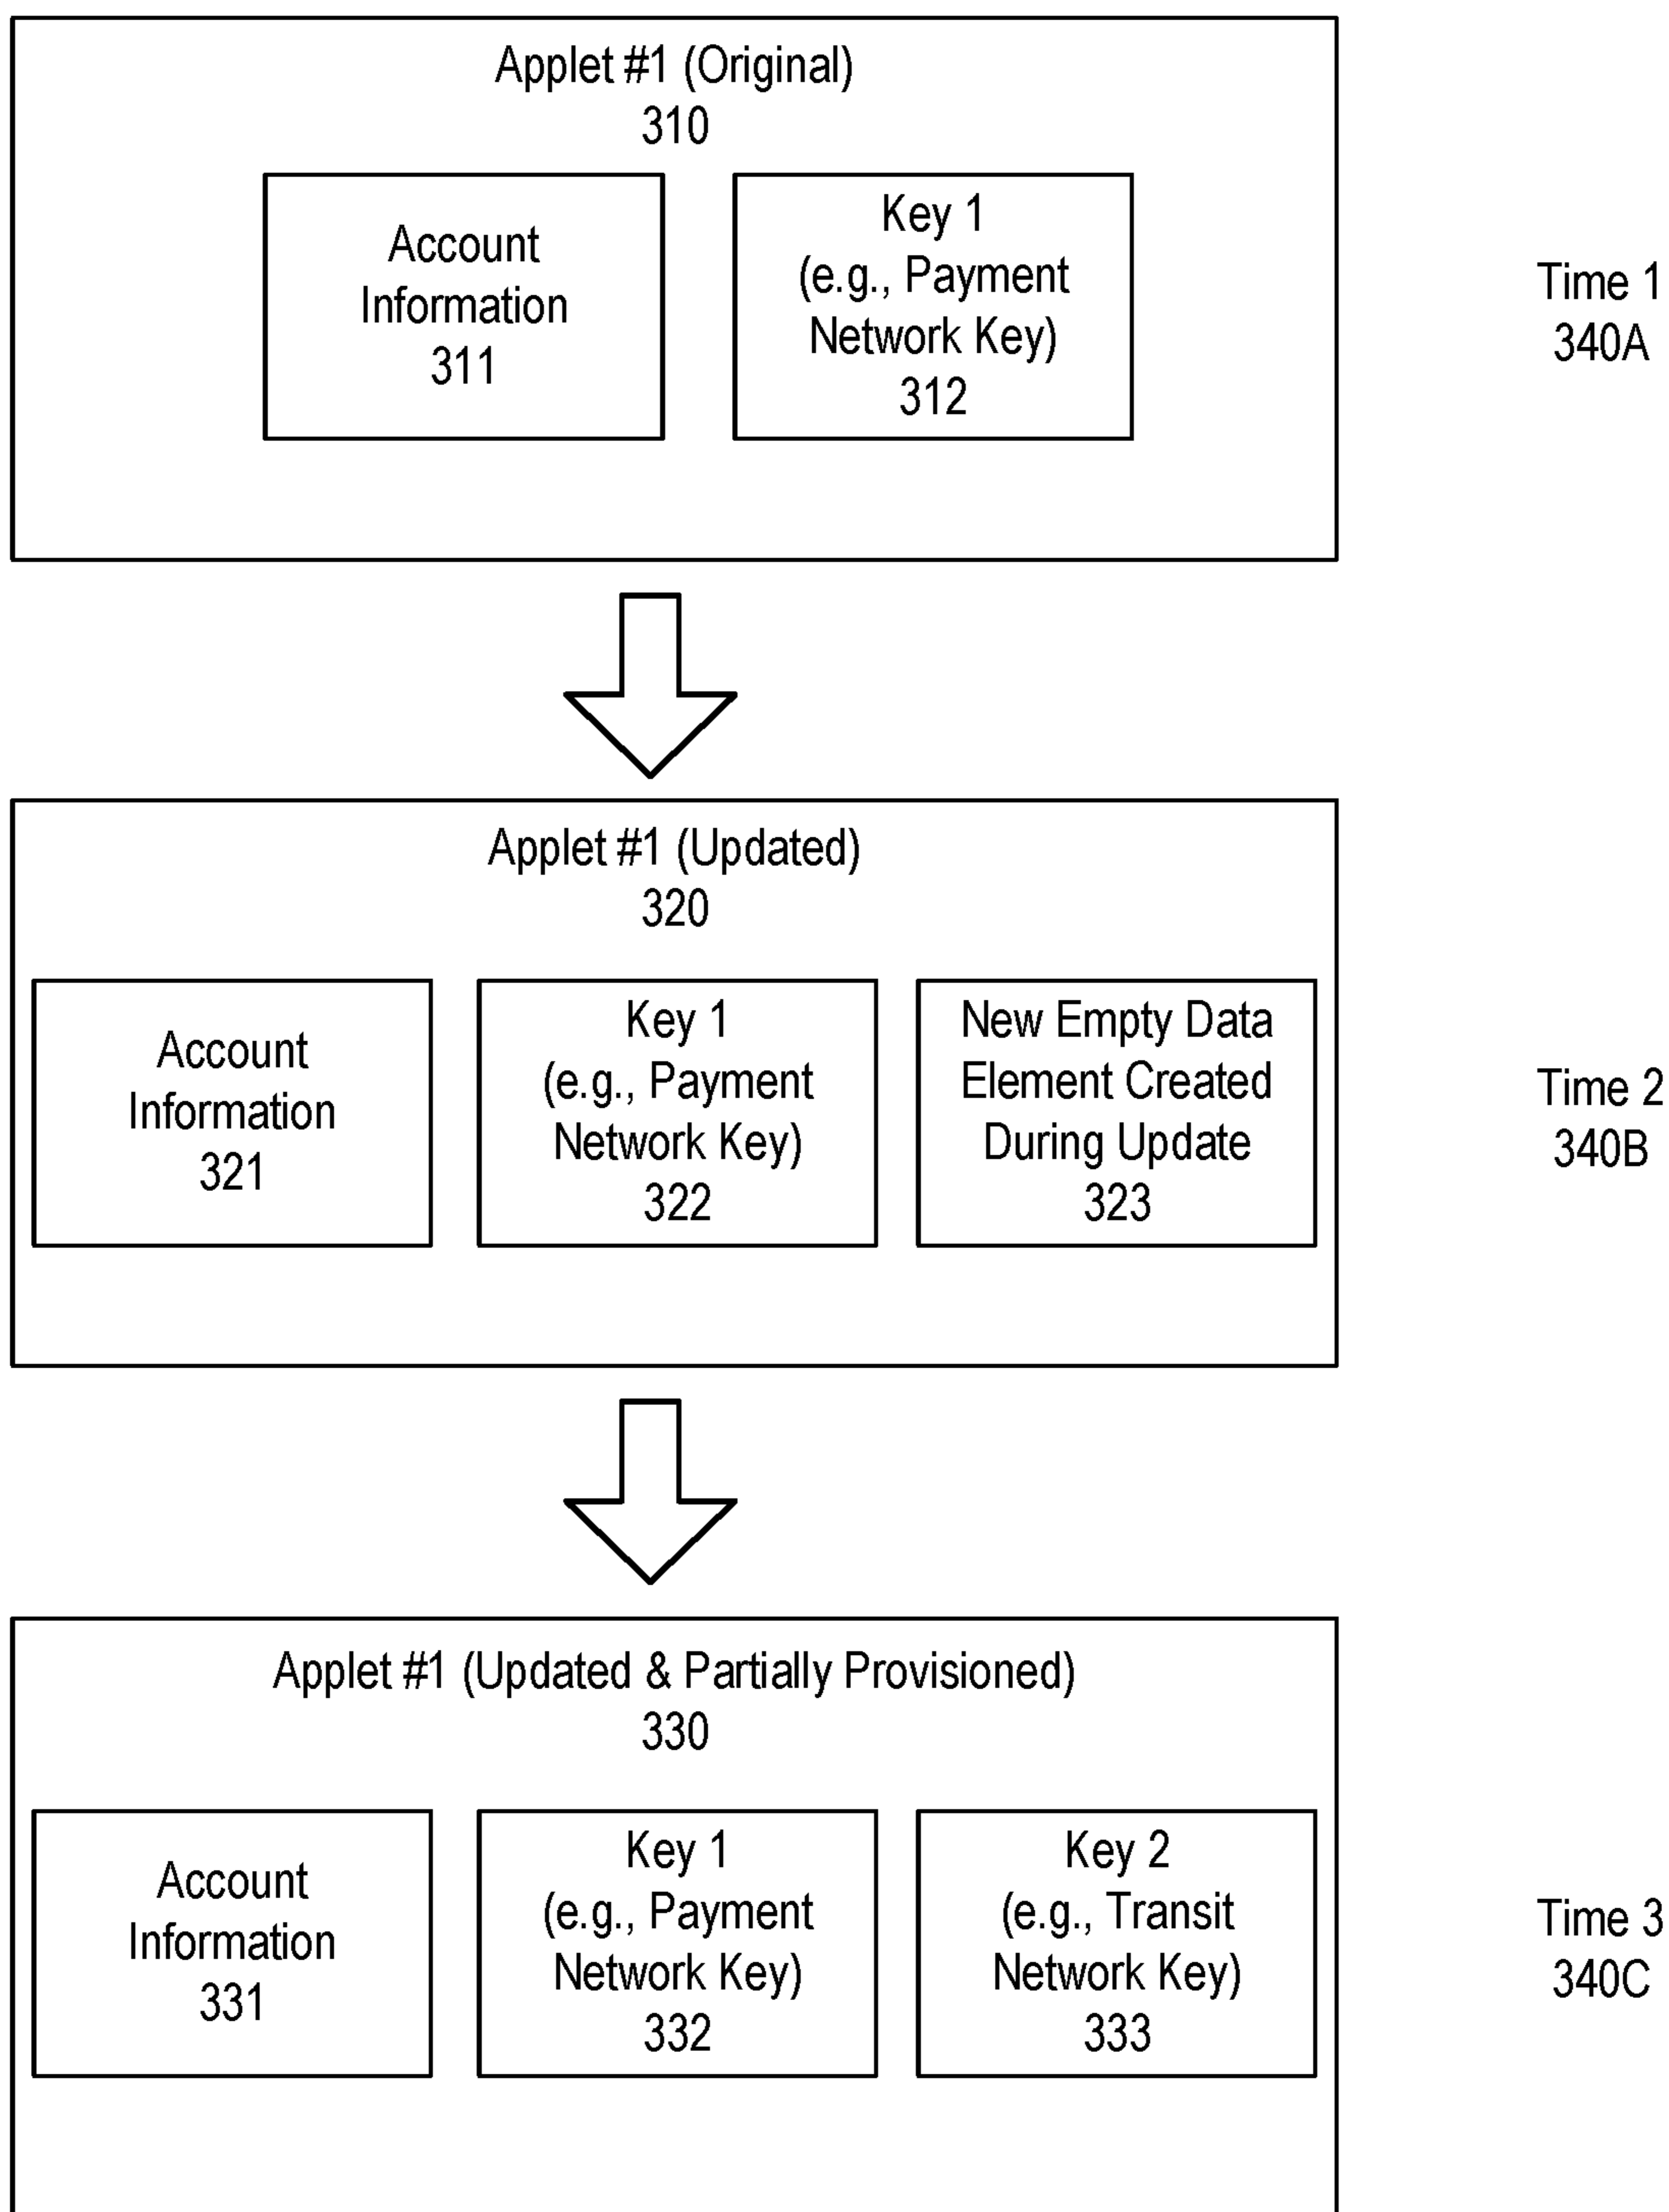 Applet #1 (Original)
310
Account
Information
311
Key 1
(e.g., Payment
Network Key)
312
Time 1
340A
Applet #1 (Updated)
320
Account
Information
321
Key 1
(e.g., Payment
Network Key)
322
New Empty Data
Element Created
During Update
323
Time 2
340B
Applet #1 (Updated & Partially Provisioned)
330
Account
Information
331
Key 1
(e.g., Payment
Network Key)
332
Key 2
(e.g., Transit
Network Key)
333
Time 3
340C